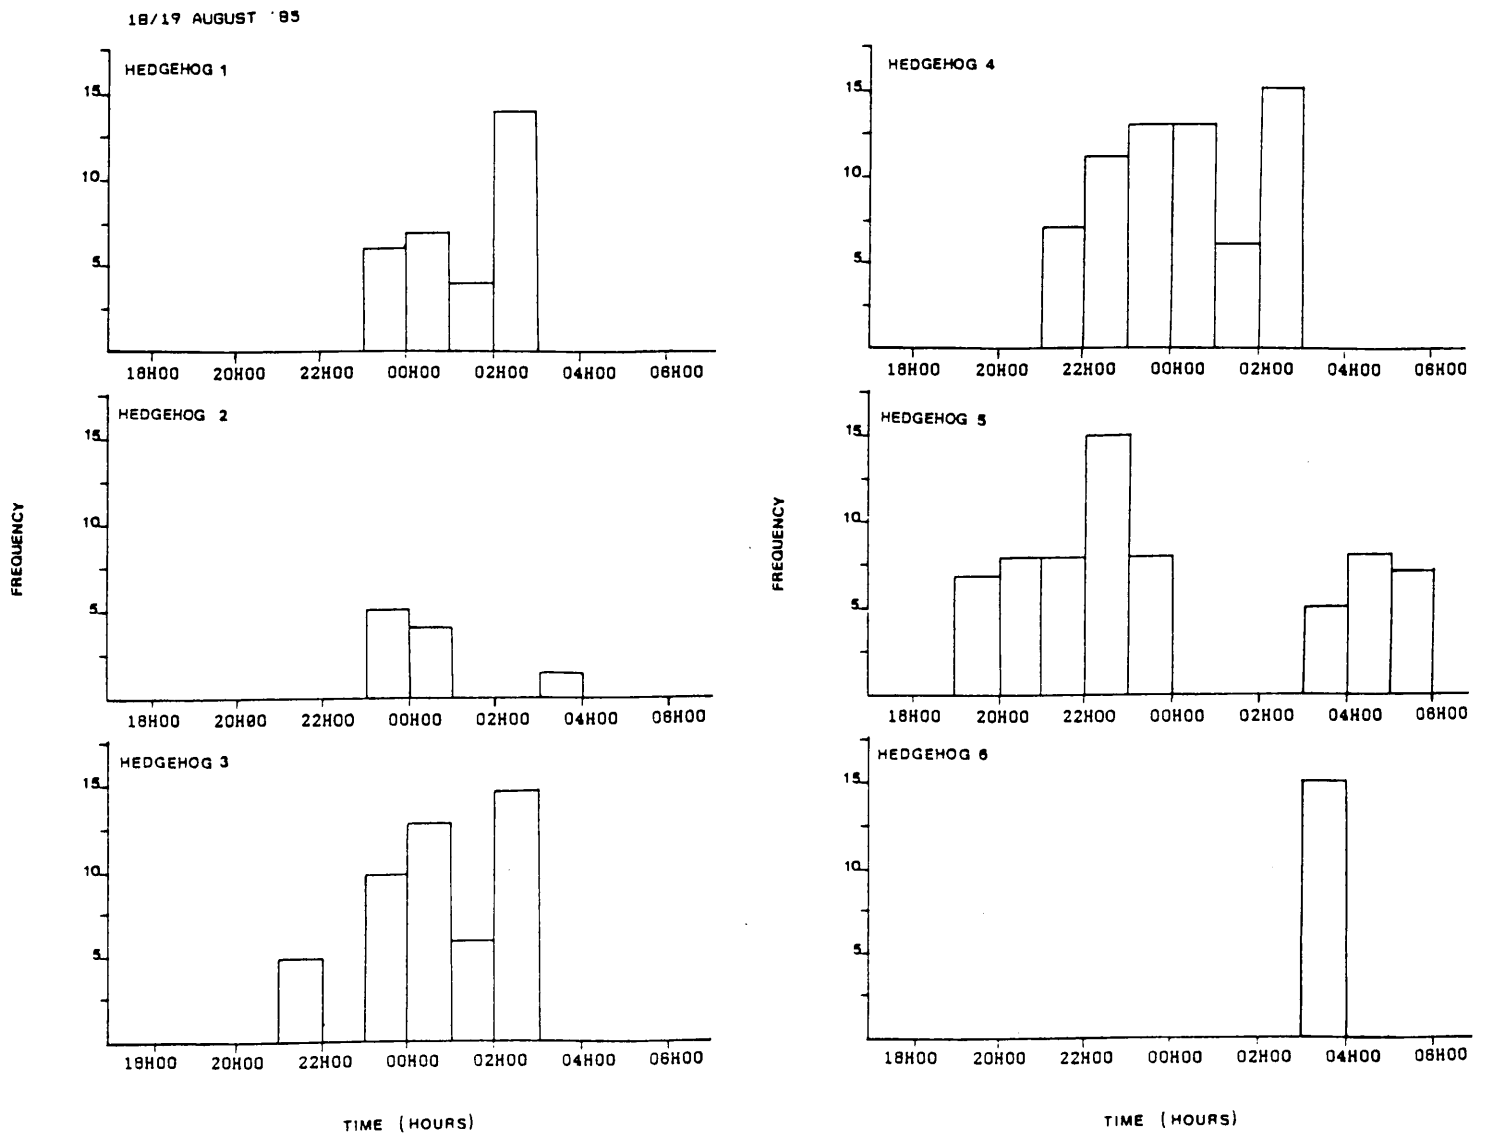 18/19 AUGUST '85
HEDGEHOG 1
15
10
5
18H00 20H00 22H00 00H00 02H00 04H00 06H00
HEDGEHOG 2
15
10
5
18H00 20H00 22H00 00H00 02H00 04H00 06H00
HEDGEHOG 3
15
10
5
18H00 20H00 22H00 00H00 02H00 04H00 06H00
FREQUENCY
TIME (HOURS)
HEDGEHOG 4
15
10
5
18H00 20H00 22H00 00H00 02H00 04H00 06H00
HEDGEHOG 5
15
10
5
18H00 20H00 22H00 00H00 02H00 04H00 06H00
HEDGEHOG 6
15
10
5
18H00 20H00 22H00 00H00 02H00 04H00 06H00
FREQUENCY
TIME (HOURS)